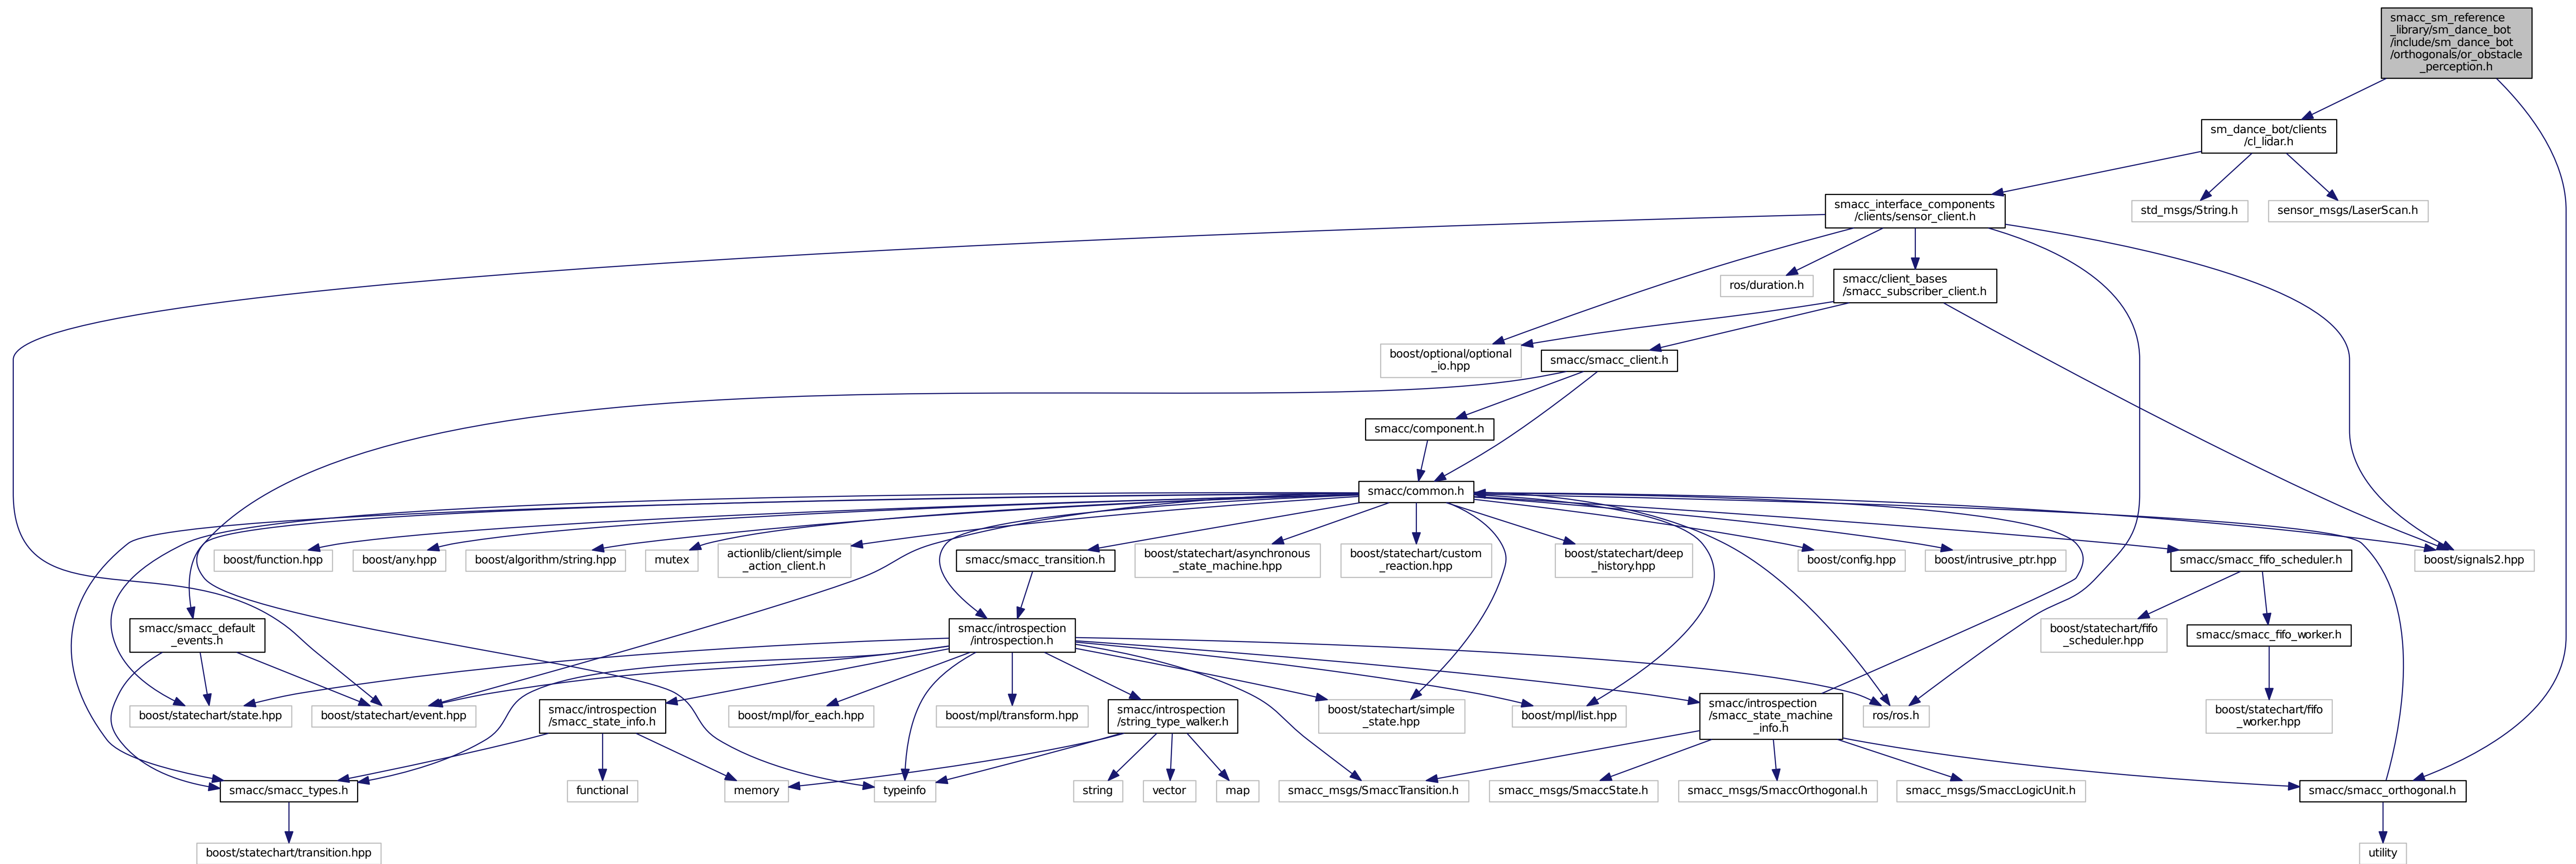 smacc_sm_reference
_library/sm_dance_bot
/include/sm_dance_bot
/orthogonals/or_obstacle
_perception.h
sm_dance_bot/clients
/cl_lidar.h
smacc_interface_components
/clients/sensor_client.h
std_msgs/String.h
sensor_msgs/LaserScan.h
ros/duration.h
smacc/client_bases
/smacc_subscriber_client.h
boost/optional/optional
_io.hpp
smacc/smacc_client.h
smacc/component.h
smacc/common.h
boost/function.hpp
boost/any.hpp
boost/algorithm/string.hpp
mutex
actionlib/client/simple
_action_client.h
smacc/smacc_transition.h
boost/statechart/asynchronous
_state_machine.hpp
boost/statechart/custom
_reaction.hpp
boost/statechart/deep
_history.hpp
boost/config.hpp
boost/intrusive_ptr.hpp
smacc/smacc_fifo_scheduler.h
boost/signals2.hpp
smacc/smacc_default
_events.h
smacc/introspection
/introspection.h
boost/statechart/fifo
_scheduler.hpp
smacc/smacc_fifo_worker.h
boost/statechart/state.hpp
boost/statechart/event.hpp
smacc/introspection
/smacc_state_info.h
boost/mpl/for_each.hpp
boost/mpl/transform.hpp
smacc/introspection
/string_type_walker.h
boost/statechart/simple
_state.hpp
boost/mpl/list.hpp
smacc/introspection
/smacc_state_machine
_info.h
ros/ros.h
boost/statechart/fifo
_worker.hpp
smacc/smacc_types.h
functional
memory
typeinfo
string
vector
map
smacc_msgs/SmaccTransition.h
smacc_msgs/SmaccState.h
smacc_msgs/SmaccOrthogonal.h
smacc_msgs/SmaccLogicUnit.h
smacc/smacc_orthogonal.h
boost/statechart/transition.hpp
utility